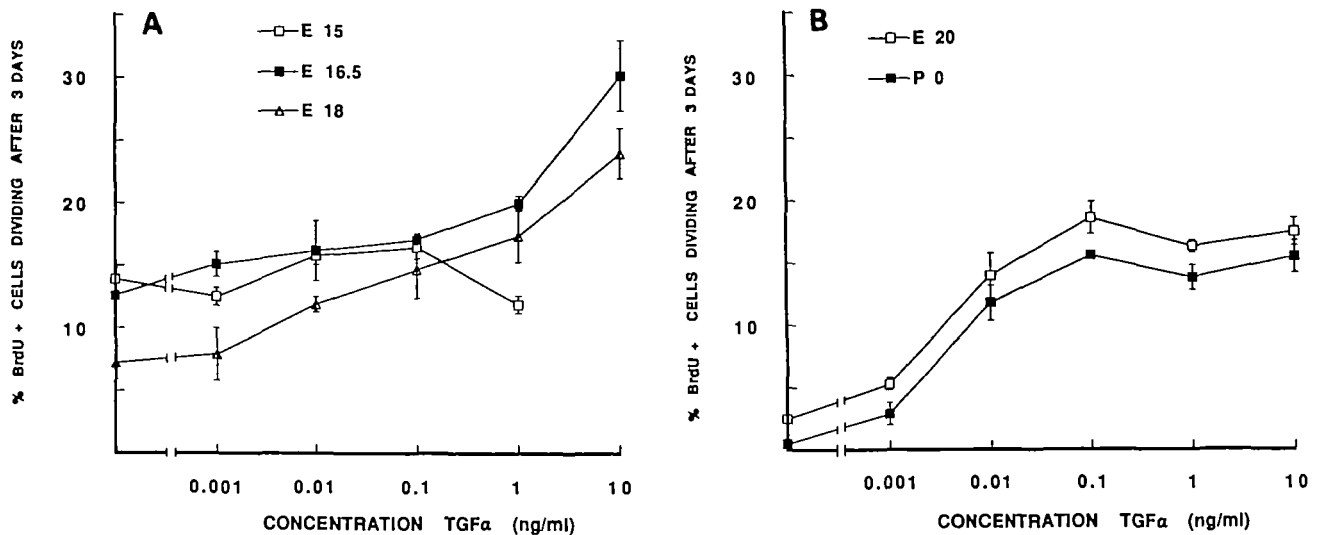 A
E 15
E 16.5
E 18
% BrdU + CELLS DIVIDING AFTER 3 DAYS
30
20
10
0.001 0.01 0.1 1 10
CONCENTRATION TGFα (ng/ml)
B
E 20
P 0
% BrdU + CELLS DIVIDING AFTER 3 DAYS
30
20
10
0.001 0.01 0.1 1 10
CONCENTRATION TGFα (ng/ml)